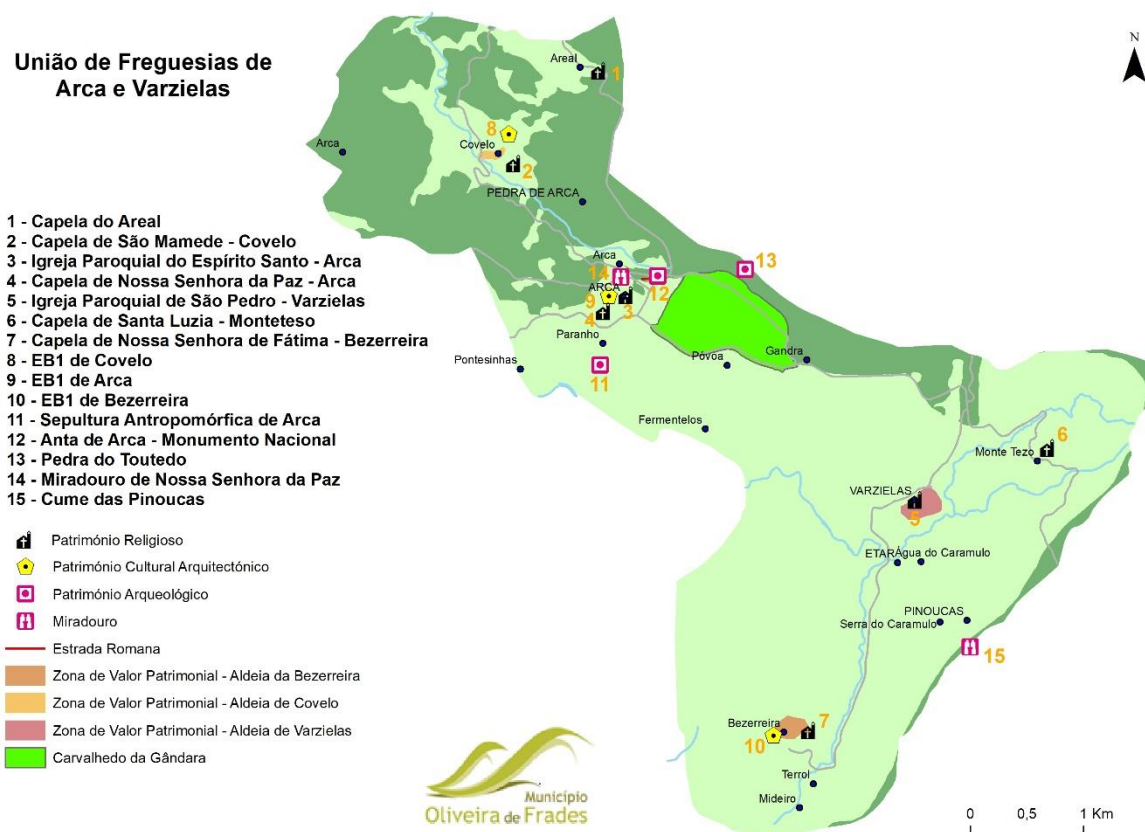 União de Freguesias de
Arca e Varzielas
1 - Capela do Areal
2 - Capela de São Mamede - Covelo
3 - Igreja Paroquial do Espírito Santo - Arca
4 - Capela de Nossa Senhora da Paz - Arca
5 - Igreja Paroquial de São Pedro - Varzielas
6 - Capela de Santa Luzia - Monteteso
7 - Capela de Nossa Senhora de Fátima - Bezerreira
8 - EB1 de Covelo
9 - EB1 de Arca
10 - EB1 de Bezerreira
11 - Sepultura Antropomórfica de Arca
12 - Anta de Arca - Monumento Nacional
13 - Pedra do Toutedo
14 - Miradouro de Nossa Senhora da Paz
15 - Cume das Pinoucas
Património Religioso
Património Cultural Arquitectónico
Património Arqueológico
Miradouro
Estrada Romana
Zona de Valor Patrimonial - Aldeia da Bezerreira
Zona de Valor Patrimonial - Aldeia de Covelo
Zona de Valor Patrimonial - Aldeia de Varzielas
Carvalhedo da Gândara
N
Areal
1
8
Covelo
2
Arca
PEDRA DE ARCA
Arca
14
13
12
ARCA
9
3
4
Paranho
Pontesinhas
11
Póvoa
Gandra
Fermentelos
6
Monte Tezo
VARZIELAS
5
ETAR
Água do Caramulo
PINOUCAS
Serra do Caramulo
15
Bezerreira
7
10
Terrol
Mideiro
Município
Oliveira de Frades
0 0,5 1 Km